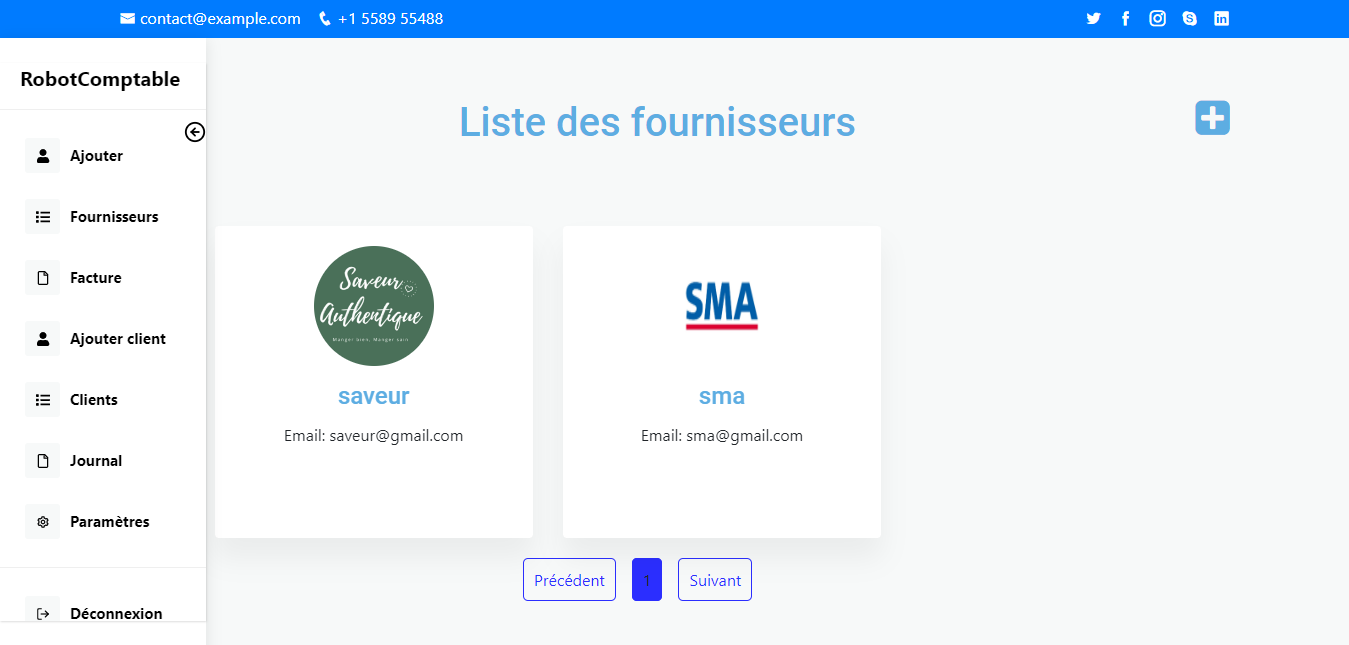 contact@example.com +1 5589 55488
RobotComptable
Ajouter
Fournisseurs
Facture
Ajouter client
Clients
Journal
Paramètres
Déconnexion
Liste des fournisseurs
Saveur
Authentique
Manger bien, Manger sain
saveur
Email: saveur@gmail.com
SMA
sma
Email: sma@gmail.com
Précédent 1 Suivant